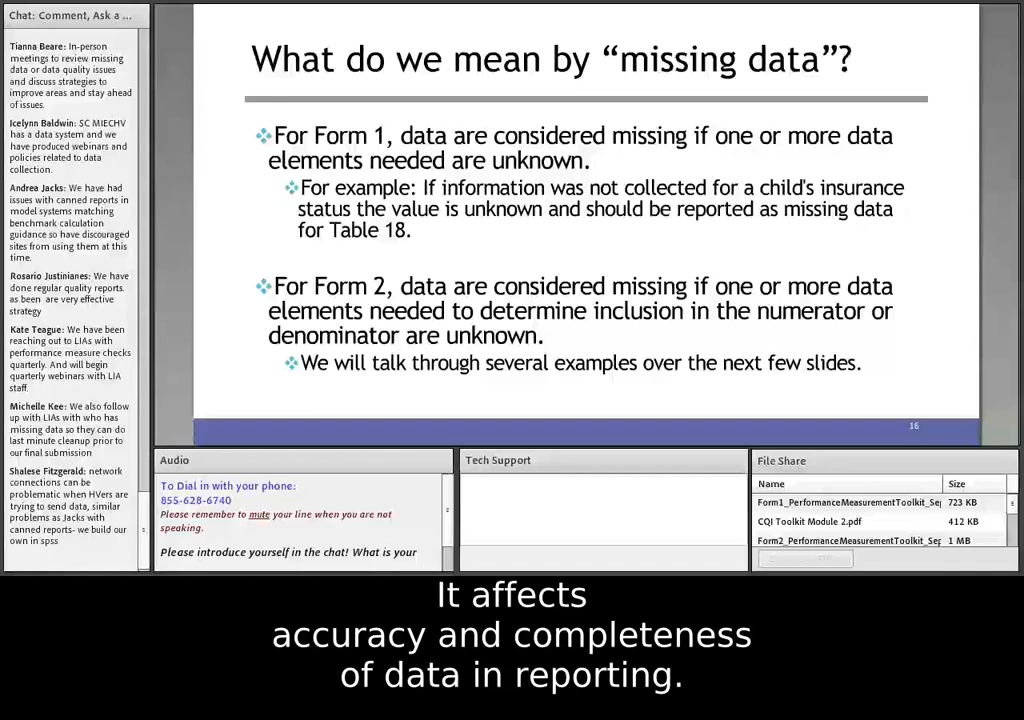 Chat: Comment, Ask a ...
Tianna Beare: In-person
meetings to review missing
data or data quality issues
and discuss strategies to
improve areas and stay ahead
of issues.
Icelynn Baldwin: SC MIECHV
has a data system and we
have produced webinars and
policies related to data
collection.
Andrea Jacks: We have had
issues with canned reports in
model systems matching
benchmark calculation
guidance so have discouraged
sites from using them at this
time.
Rosario Justinianes: We have
done regular quality reports.
as been are very effective
strategy
Kate Teague: We have been
reaching out to LIAs with
performance measure checks
quarterly. And will begin
quarterly webinars with LIA
staff.
Michelle Kee: We also follow
up with LIAs with who has
missing data so they can do
last minute cleanup prior to
our final submission
Shalese Fitzgerald: network
connections can be
problematic when HVers are
trying to send data, similar
problems as Jacks with
canned reports- we build our
own in spss
What do we mean by “missing data”?
For Form 1, data are considered missing if one or more data
elements needed are unknown.
For example: If information was not collected for a child's insurance
status the value is unknown and should be reported as missing data
for Table 18.
For Form 2, data are considered missing if one or more data
elements needed to determine inclusion in the numerator or
denominator are unknown.
We will talk through several examples over the next few slides.
16
Audio
To Dial in with your phone:
855-628-6740
Please remember to mute your line when you are not
speaking.
Please introduce yourself in the chat! What is your
Tech Support
File Share
Name Size
Form1_PerformanceMeasurementToolkit_Sep 723 KB
CQI Toolkit Module 2.pdf 412 KB
Form2_PerformanceMeasurementToolkit_Sep 1 MB
It affects
accuracy and completeness
of data in reporting.